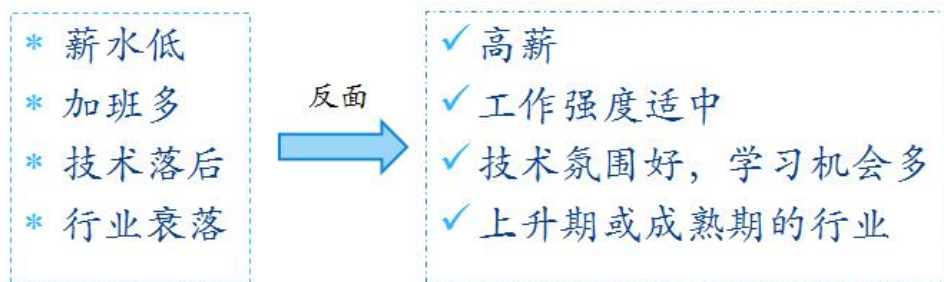 * 薪水低
* 加班多
* 技术落后
* 行业衰落
反面
✓ 高薪
✓ 工作强度适中
✓ 技术氛围好，学习机会多
✓ 上升期或成熟期的行业